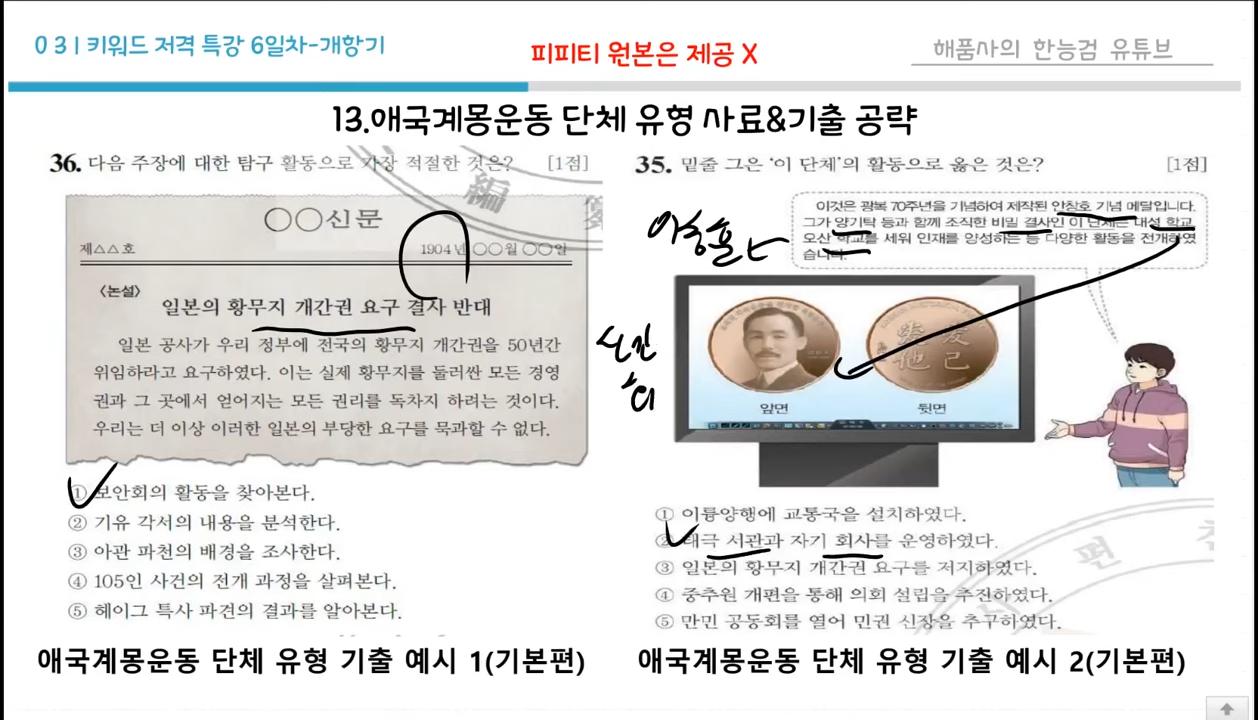 03 | 키워드 저격 특강 6일차-개항기
피피티 원본은 제공 X
해품사의 한능검 유튜브
13.애국계몽운동 단체 유형 사료&기출 공략
36. 다음 주장에 대한 탐구 활동으로 가장 적절한 것은? [1점]
○○신문
제△△호
1904년 ○○월 ○○일
〈논설〉
일본의 황무지 개간권 요구 결사 반대
일본 공사가 우리 정부에 전국의 황무지 개간권을 50년간
위임하라고 요구하였다. 이는 실제 황무지를 둘러싼 모든 경영
권과 그 곳에서 얻어지는 모든 권리를 독차지 하려는 것이다.
우리는 더 이상 이러한 일본의 부당한 요구를 묵과할 수 없다.
① 보안회의 활동을 찾아본다.
② 기유 각서의 내용을 분석한다.
③ 아관 파천의 배경을 조사한다.
④ 105인 사건의 전개 과정을 살펴본다.
⑤ 헤이그 특사 파견의 결과를 알아본다.
애국계몽운동 단체 유형 기출 예시 1(기본편)
35. 밑줄 그은 ‘이 단체’의 활동으로 옳은 것은? [1점]
이것은 광복 70주년을 기념하여 제작된 안창호 기념 메달입니다.
그가 양기탁 등과 함께 조직한 비밀 결사인 이 단체는 대성 학교,
오산 학교를 세워 인재를 양성하는 등 다양한 활동을 전개하였
습니다.
앞면
뒷면
① 이륭양행에 교통국을 설치하였다.
② 태극 서관과 자기 회사를 운영하였다.
③ 일본의 황무지 개간권 요구를 저지하였다.
④ 중추원 개편을 통해 의회 설립을 추진하였다.
⑤ 만민 공동회를 열어 민권 신장을 추구하였다.
애국계몽운동 단체 유형 기출 예시 2(기본편)